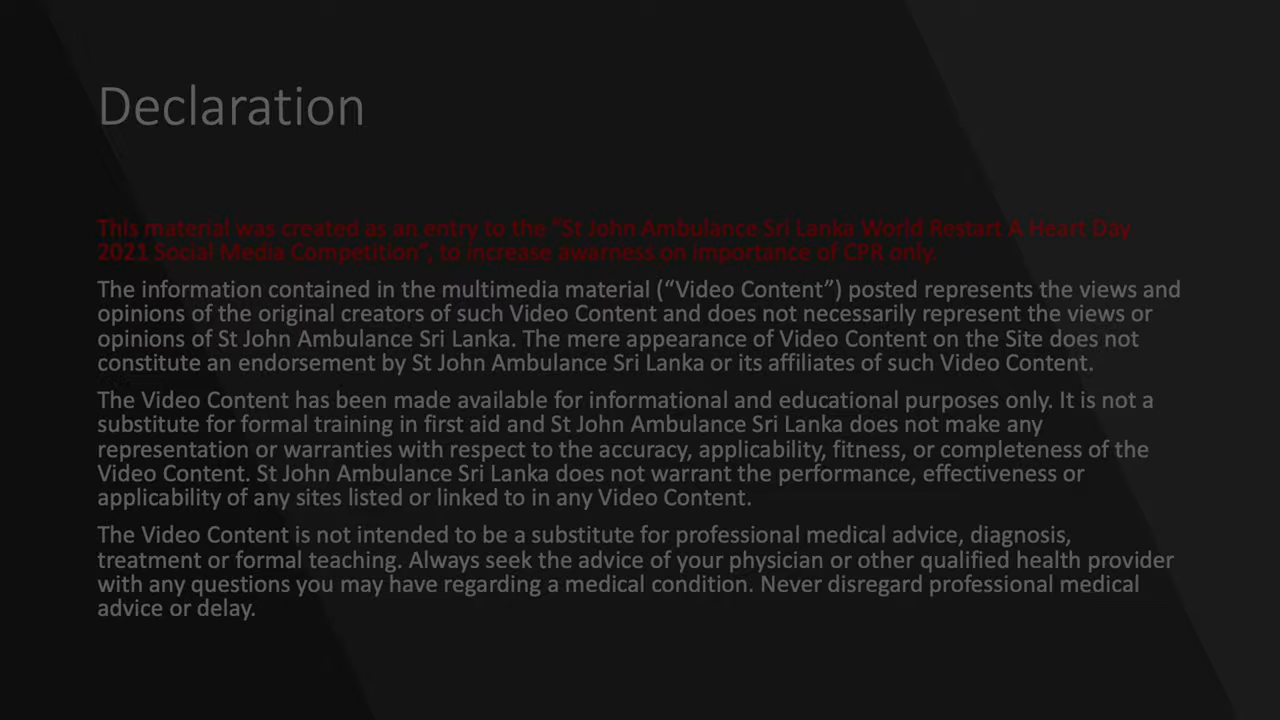 Declaration
This material was created as an entry to the "St John Ambulance Sri Lanka World Restart A Heart Day
2021 Social Media Competition", to increase awarness on importance of CPR only.
The information contained in the multimedia material (“Video Content”) posted represents the views and
opinions of the original creators of such Video Content and does not necessarily represent the views or
opinions of St John Ambulance Sri Lanka. The mere appearance of Video Content on the Site does not
constitute an endorsement by St John Ambulance Sri Lanka or its affiliates of such Video Content.
The Video Content has been made available for informational and educational purposes only. It is not a
substitute for formal training in first aid and St John Ambulance Sri Lanka does not make any
representation or warranties with respect to the accuracy, applicability, fitness, or completeness of the
Video Content. St John Ambulance Sri Lanka does not warrant the performance, effectiveness or
applicability of any sites listed or linked to in any Video Content.
The Video Content is not intended to be a substitute for professional medical advice, diagnosis,
treatment or formal teaching. Always seek the advice of your physician or other qualified health provider
with any questions you may have regarding a medical condition. Never disregard professional medical
advice or delay.